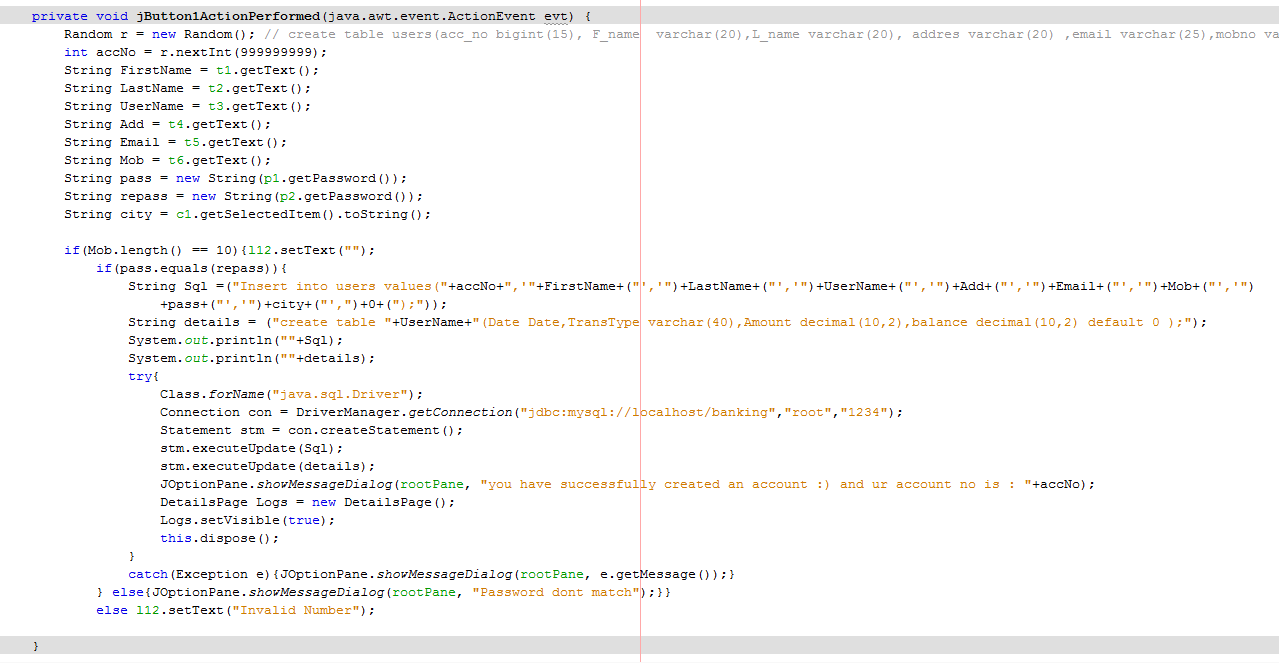 private void jButton1ActionPerformed(java.awt.event.ActionEvent evt) {
    Random r = new Random(); // create table users(acc_no bigint(15), F_name  varchar(20),L_name varchar(20), addres varchar(20) ,email varchar(25),mobno va
    int accNo = r.nextInt(999999999);
    String FirstName = t1.getText();
    String LastName = t2.getText();
    String UserName = t3.getText();
    String Add = t4.getText();
    String Email = t5.getText();
    String Mob = t6.getText();
    String pass = new String(p1.getPassword());
    String repass = new String(p2.getPassword());
    String city = c1.getSelectedItem().toString();
    if(Mob.length() == 10){l12.setText("");
        if(pass.equals(repass)){
            String Sql =("Insert into users values("+accNo+",'"+FirstName+("','")+LastName+("','")+UserName+("','")+Add+("','")+Email+("','")+Mob+("','")
                +pass+("','")+city+("',")+0+(");"));
            String details = ("create table "+UserName+"(Date Date,TransType varchar(40),Amount decimal(10,2),balance decimal(10,2) default 0 );");
            System.out.println(""+Sql);
            System.out.println(""+details);
            try{
                Class.forName("java.sql.Driver");
                Connection con = DriverManager.getConnection("jdbc:mysql://localhost/banking","root","1234");
                Statement stm = con.createStatement();
                stm.executeUpdate(Sql);
                stm.executeUpdate(details);
                JOptionPane.showMessageDialog(rootPane, "you have successfully created an account :) and ur account no is : "+accNo);
                DetailsPage Logs = new DetailsPage();
                Logs.setVisible(true);
                this.dispose();
            }
            catch(Exception e){JOptionPane.showMessageDialog(rootPane, e.getMessage());}
        } else{JOptionPane.showMessageDialog(rootPane, "Password dont match");}}
        else l12.setText("Invalid Number");
}